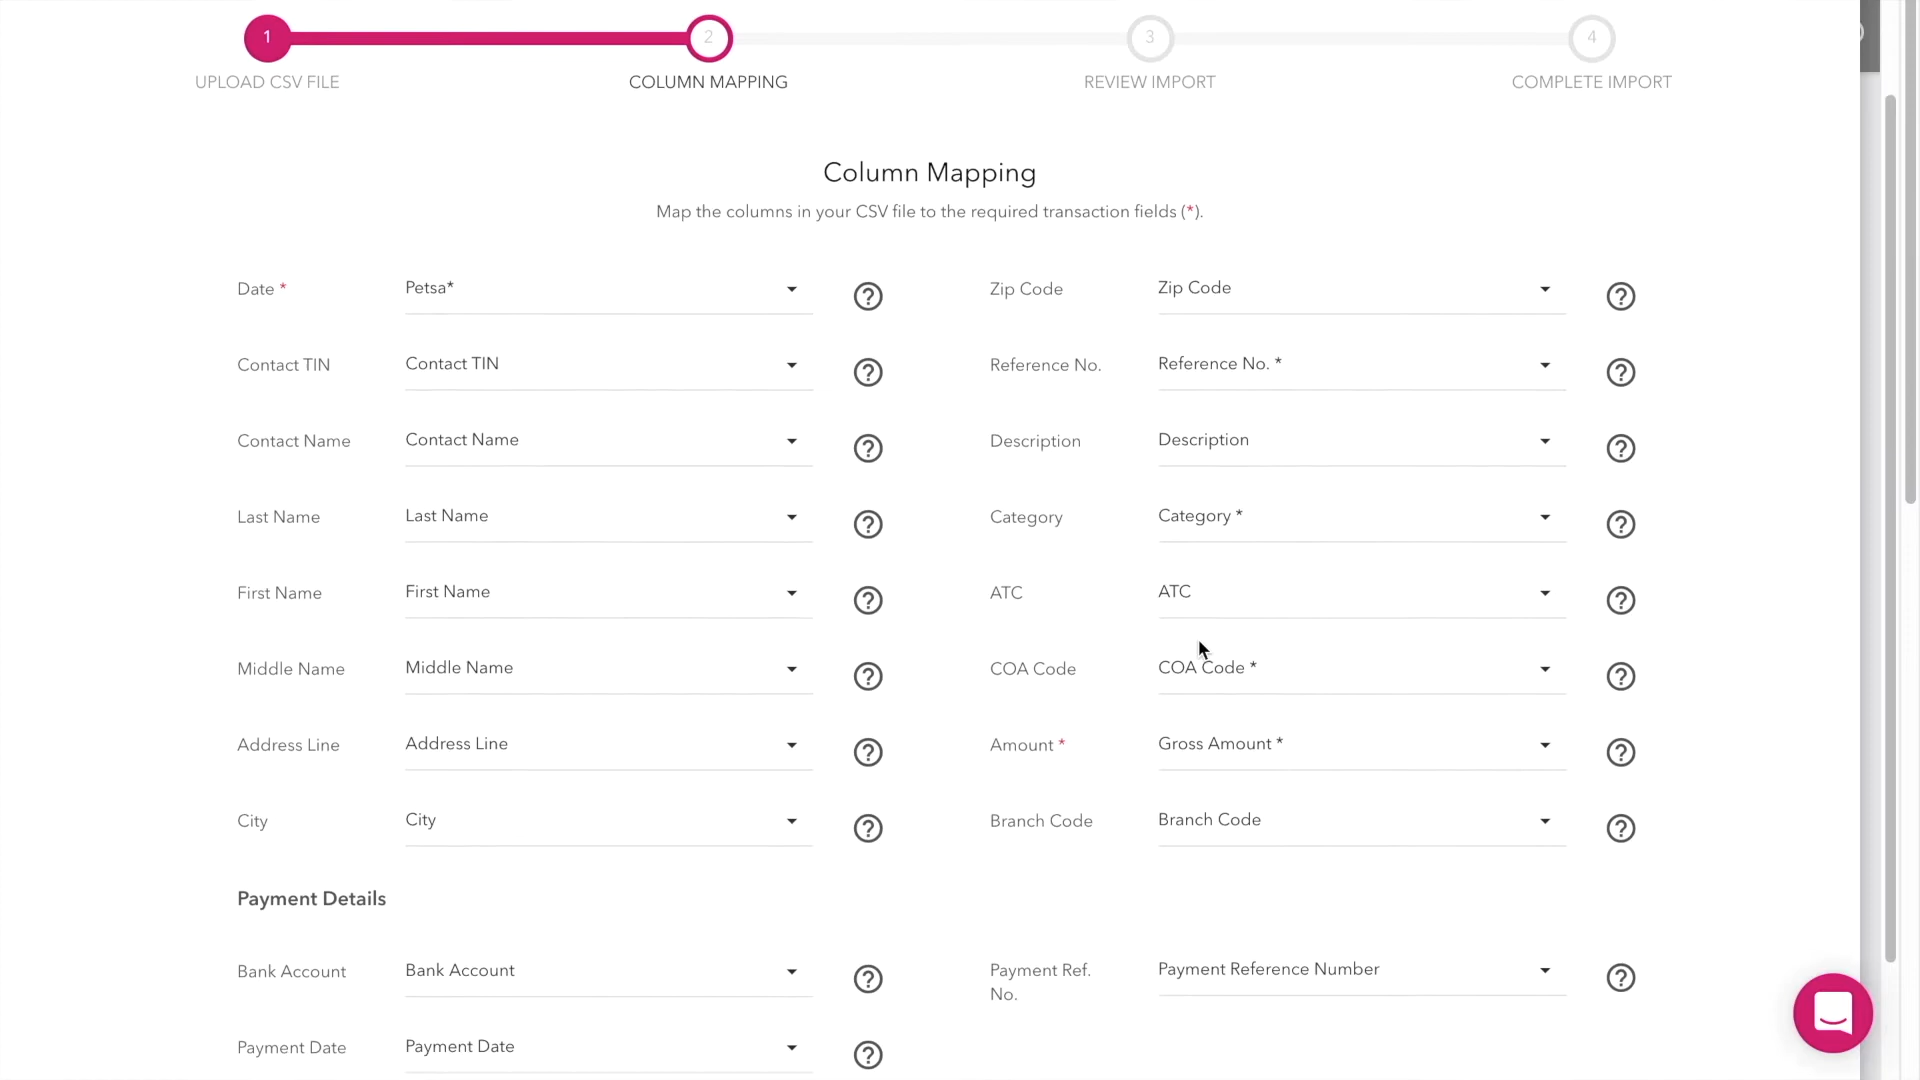 1
2
3
4
UPLOAD CSV FILE
COLUMN MAPPING
REVIEW IMPORT
COMPLETE IMPORT
Column Mapping
Map the columns in your CSV file to the required transaction fields (*).
Date *
Petsa*
Zip Code
Zip Code
Contact TIN
Contact TIN
Reference No.
Reference No. *
Contact Name
Contact Name
Description
Description
Last Name
Last Name
Category
Category *
First Name
First Name
ATC
ATC
Middle Name
Middle Name
COA Code
COA Code *
Address Line
Address Line
Amount *
Gross Amount *
City
City
Branch Code
Branch Code
Payment Details
Bank Account
Bank Account
Payment Ref.
No.
Payment Reference Number
Payment Date
Payment Date